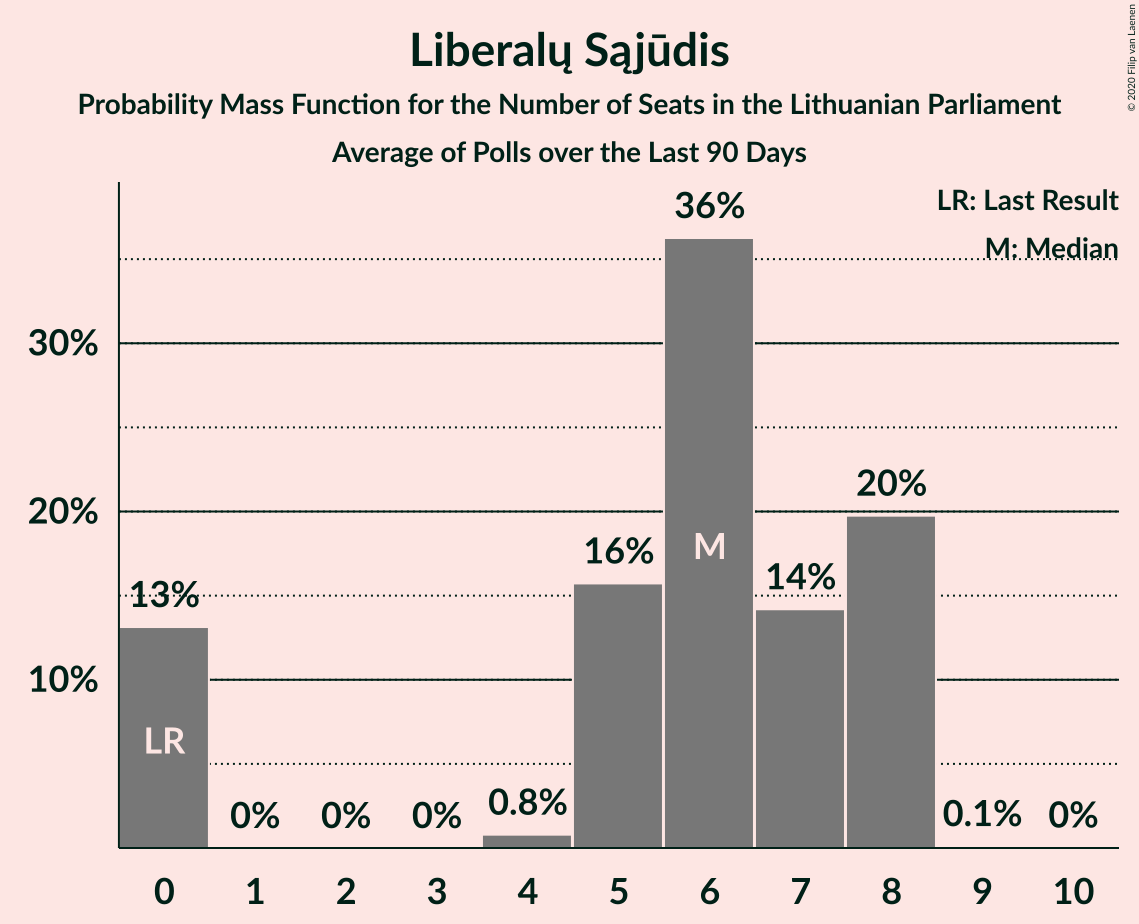 Liberalų Sąjūdis
Probability Mass Function for the Number of Seats in the Lithuanian Parliament
Average of Polls over the Last 90 Days
© 2020 Filip van Laenen
LR: Last Result
M: Median
36%
30%
20%
20%
16%
M
14%
13%
10%
LR
0%
0%
0%
0.8%
0.1%
0%
0 1 2 3 4 5 6 7 8 9 10